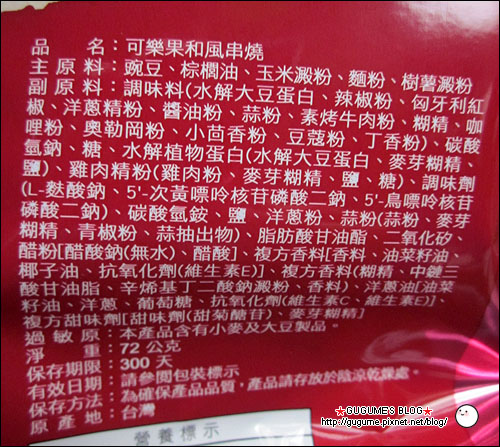 品　　名：可樂果和風串燒
主 原 料：豌豆、棕櫚油、玉米澱粉、麵粉、樹薯澱粉
副 原 料：調味料(水解大豆蛋白、辣椒粉、匈牙利紅
椒、洋蔥精粉、醬油粉、蒜粉、素烤牛肉粉、糊精、咖
哩粉、奧勒岡粉、小茴香粉、豆蔻粉、丁香粉)、碳酸
氫鈉、糖、水解植物蛋白(水解大豆蛋白、麥芽糊精、
鹽)、雞肉精粉(雞肉粉、麥芽糊精、鹽、糖)、調味劑
(L-麩酸鈉、5'-次黃嘌呤核苷磷酸二鈉、5'-鳥嘌呤核苷
磷酸二鈉)、碳酸氫銨、鹽、洋蔥粉、蒜粉(蒜粉、麥芽
糊精、青椒粉、蒜抽出物)、脂肪酸甘油酯、二氧化矽、
醋粉[醋酸鈉(無水)、醋酸]、複方香料[香料、油菜籽油、
椰子油、抗氧化劑(維生素E)]、複方香料(糊精、中鏈三
酸甘油脂、辛烯基丁二酸鈉澱粉、香料)、洋蔥油[油菜
籽油、洋蔥、葡萄糖、抗氧化劑(維生素C、維生素E)]、
複方甜味劑[甜味劑(甜菊醣苷)、麥芽糊精]
過 敏 原：本產品含有小麥及大豆製品。
淨　　重：72 公克
保存期限：300 天
有效日期：請參閱包裝標示
保存方法：為確保產品品質，產品請存放於陰涼乾燥處。
原 產 地：台灣
營養標示
★GUGUME'S BLOG★
http://gugume.pixnet.net/blog/